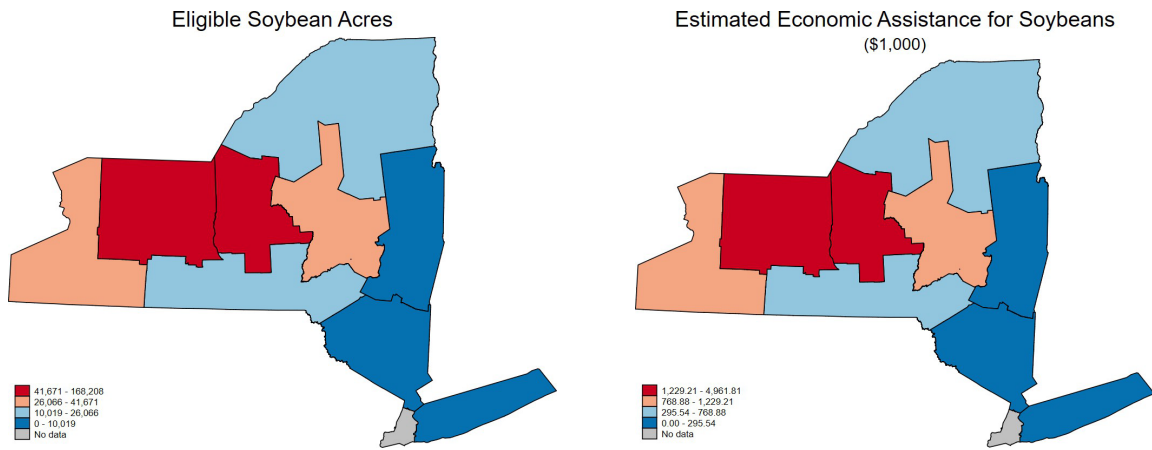 Eligible Soybean Acres
41,671 - 168,208
26,066 - 41,671
10,019 - 26,066
0 - 10,019
No data
Estimated Economic Assistance for Soybeans
($1,000)
1,229.21 - 4,961.81
768.88 - 1,229.21
295.54 - 768.88
0.00 - 295.54
No data